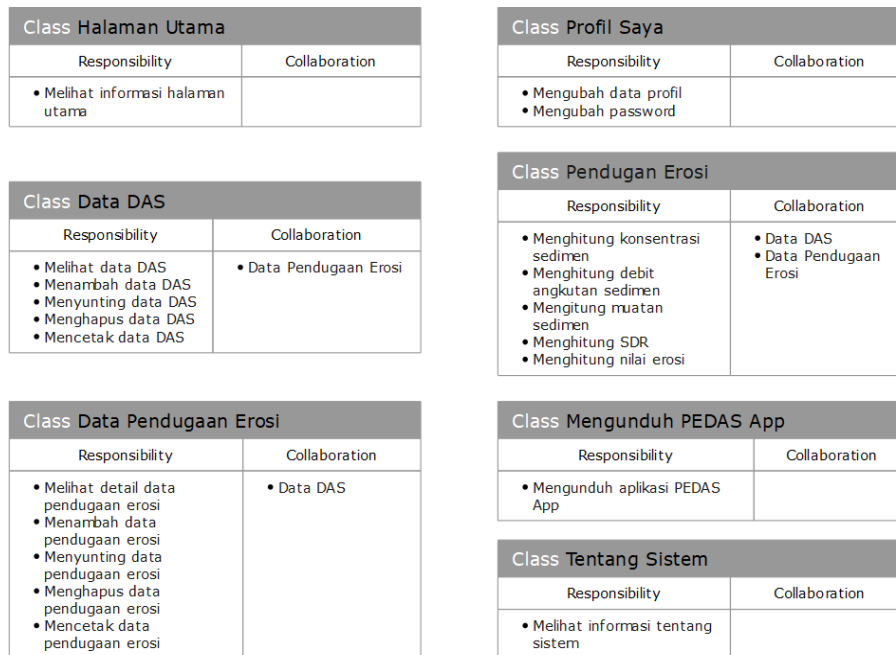 Class Halaman Utama
Responsibility Collaboration
• Melihat informasi halaman
utama
Class Data DAS
Responsibility Collaboration
• Melihat data DAS • Data Pendugaan Erosi
• Menambah data DAS
• Menyunting data DAS
• Menghapus data DAS
• Mencetak data DAS
Class Data Pendugaan Erosi
Responsibility Collaboration
• Melihat detail data • Data DAS
pendugaan erosi
• Menambah data
pendugaan erosi
• Menyunting data
pendugaan erosi
• Menghapus data
pendugaan erosi
• Mencetak data
pendugaan erosi
Class Profil Saya
Responsibility Collaboration
• Mengubah data profil
• Mengubah password
Class Pendugan Erosi
Responsibility Collaboration
• Menghitung konsentrasi • Data DAS
sedimen • Data Pendugaan
• Menghitung debit Erosi
angkutan sedimen
• Mengitung muatan
sedimen
• Menghitung SDR
• Menghitung nilai erosi
Class Mengunduh PEDAS App
Responsibility Collaboration
• Mengunduh aplikasi PEDAS
App
Class Tentang Sistem
Responsibility Collaboration
• Melihat informasi tentang
sistem